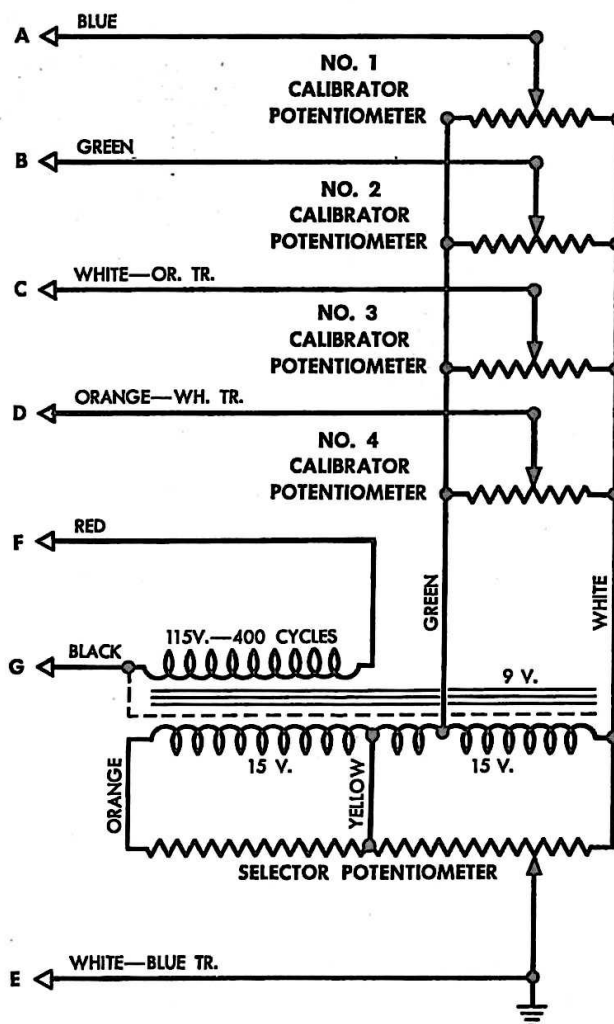 A
BLUE
NO. 1
CALIBRATOR
POTENTIOMETER
B
GREEN
NO. 2
CALIBRATOR
POTENTIOMETER
C
WHITE—OR. TR.
NO. 3
CALIBRATOR
POTENTIOMETER
D
ORANGE—WH. TR.
NO. 4
CALIBRATOR
POTENTIOMETER
F
RED
GREEN
WHITE
115V.—400 CYCLES
G
BLACK
9 V.
15 V.
15 V.
ORANGE
YELLOW
SELECTOR POTENTIOMETER
E
WHITE—BLUE TR.